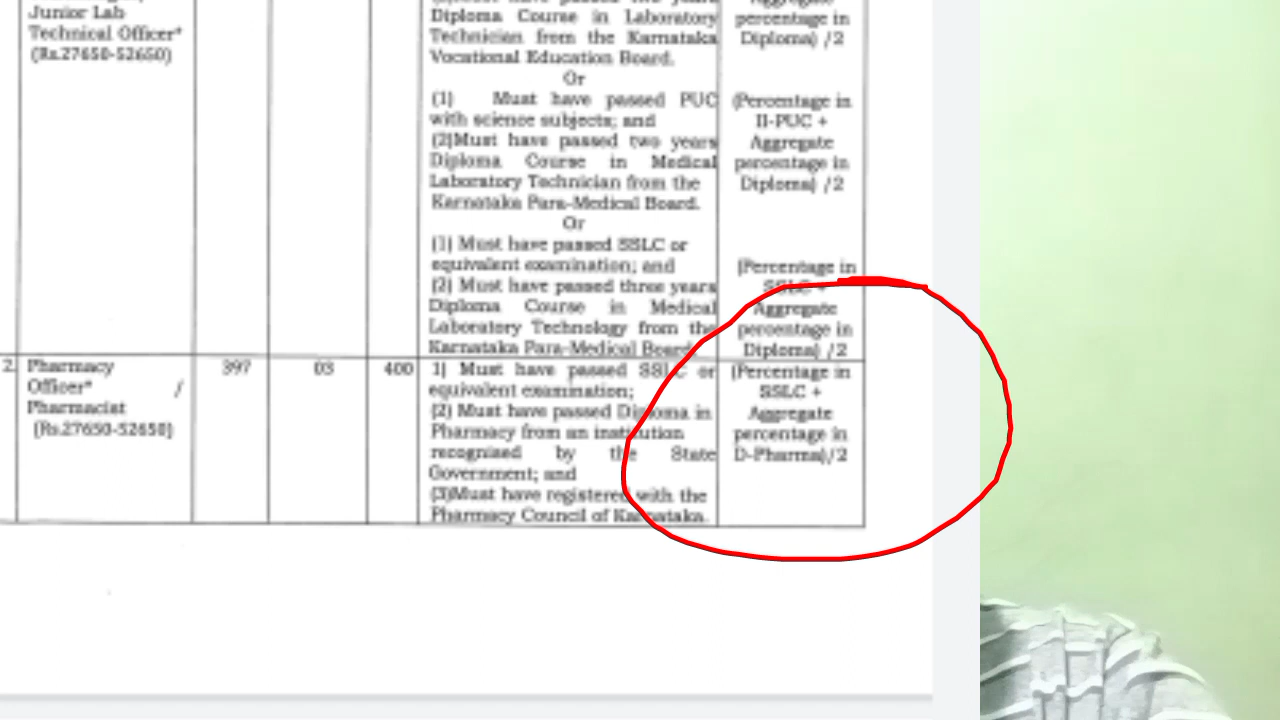 Junior Lab
Technical Officer*
(Rs.27650-52650)
Diploma Course in Laboratory
Technician from the Karnataka
Vocational Education Board.
percentage in
Diploma) /2
Or
(1) Must have passed PUC
with science subjects; and
(2)Must have passed two years
Diploma Course in Medical
Laboratory Technician from the
Karnataka Para-Medical Board.
(Percentage in
II-PUC +
Aggregate
percentage in
Diploma) /2
Or
(1) Must have passed SSLC or
equivalent examination; and
(2) Must have passed three years
Diploma Course in Medical
Laboratory Technology from the
Karnataka Para-Medical Board.
(Percentage in
SSLC +
Aggregate
percentage in
Diploma) /2
2.
Pharmacy
Officer* /
Pharmacist
(Rs.27650-52650)
397
03
400
1) Must have passed SSLC or
equivalent examination;
(2) Must have passed Diploma in
Pharmacy from an institution
recognised by the State
Government; and
(3)Must have registered with the
Pharmacy Council of Karnataka.
(Percentage in
SSLC +
Aggregate
percentage in
D-Pharma)/2